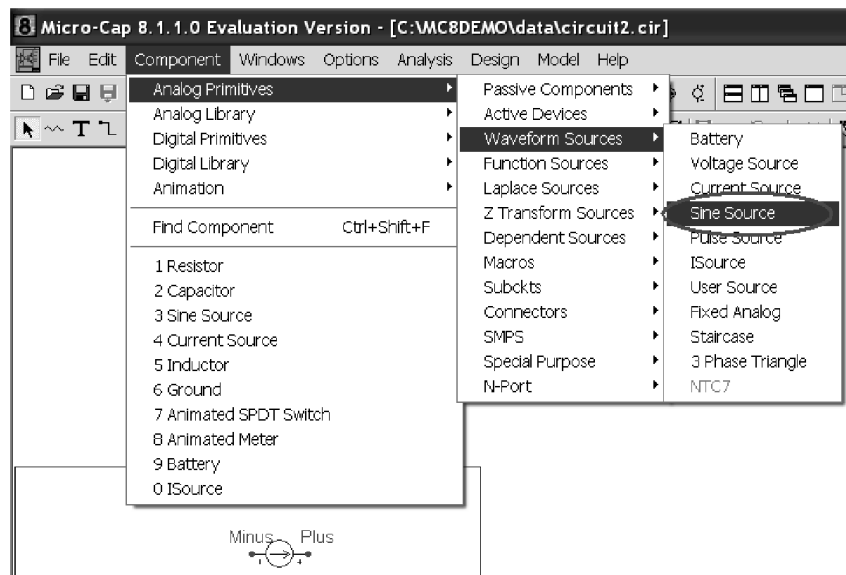 8 Micro-Cap 8.1.1.0 Evaluation Version - [C:\MC8DEMO\data\circuit2.cir]
File Edit Component Windows Options Analysis Design Model Help
T
Analog Primitives
Analog Library
Digital Primitives
Digital Library
Animation
Find Component Ctrl+Shift+F
1 Resistor
2 Capacitor
3 Sine Source
4 Current Source
5 Inductor
6 Ground
7 Animated SPDT Switch
8 Animated Meter
9 Battery
0 ISource
Passive Components
Active Devices
Waveform Sources
Function Sources
Laplace Sources
Z Transform Sources
Dependent Sources
Macros
Subckts
Connectors
SMPS
Special Purpose
N-Port
Battery
Voltage Source
Current Source
Sine Source
Pulse Source
ISource
User Source
Fixed Analog
Staircase
3 Phase Triangle
NTC7
Minus Plus